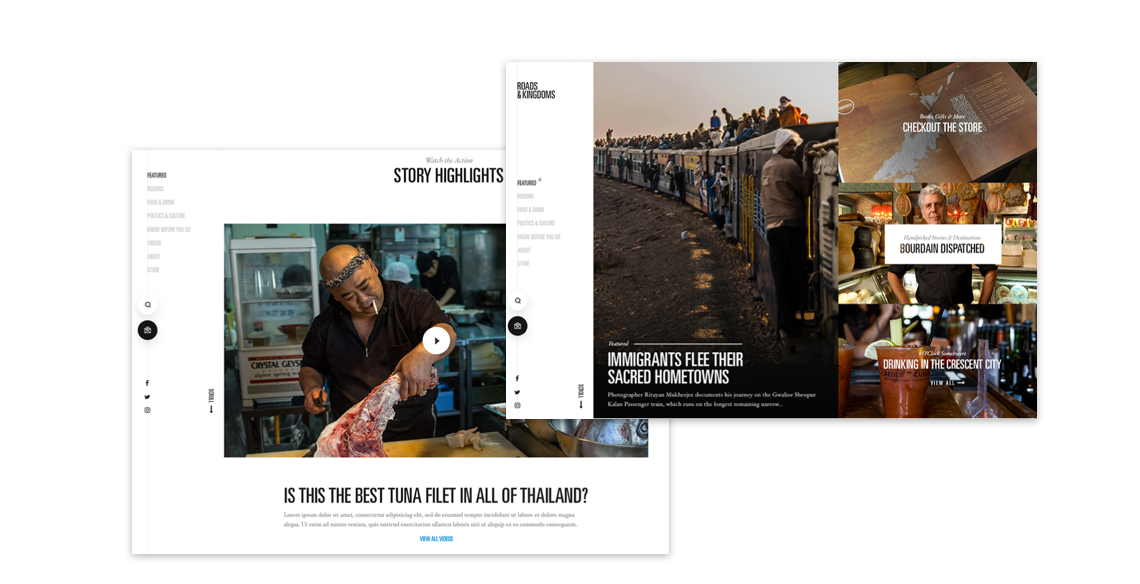 Watch the Action
STORY HIGHLIGHTS
FEATURED
REGIONS
FOOD & DRINK
POLITICS & CULTURE
KNOW BEFORE YOU GO
VIDEOS
ABOUT
STORE
SCROLL
CRYSTAL GEYSER
IS THIS THE BEST TUNA FILET IN ALL OF THAILAND?
Lorem ipsum dolor sit amet, consectetur adipisicing elit, sed do eiusmod tempor incididunt ut labore et dolore magna
aliqua. Ut enim ad minim veniam, quis nostrud exercitation ullamco laboris nisi ut aliquip ex ea commodo consequat.
VIEW ALL VIDEOS
ROADS
& KINGDOMS
FEATURED
REGIONS
FOOD & DRINK
POLITICS & CULTURE
KNOW BEFORE YOU GO
ABOUT
STORE
SCROLL
Featured
IMMIGRANTS FLEE THEIR
SACRED HOMETOWNS
Photographer Ritayan Mukherjee documents his journey on the Gwalior Sheopur
Kalan Passenger train, which runs on the longest remaining narrow...
Books, Gifts & More
CHECKOUT THE STORE
Handpicked Stories & Destinations
BOURDAIN DISPATCHED
5 O'Clock Somewhere
DRINKING IN THE CRESCENT CITY
VIEW ALL